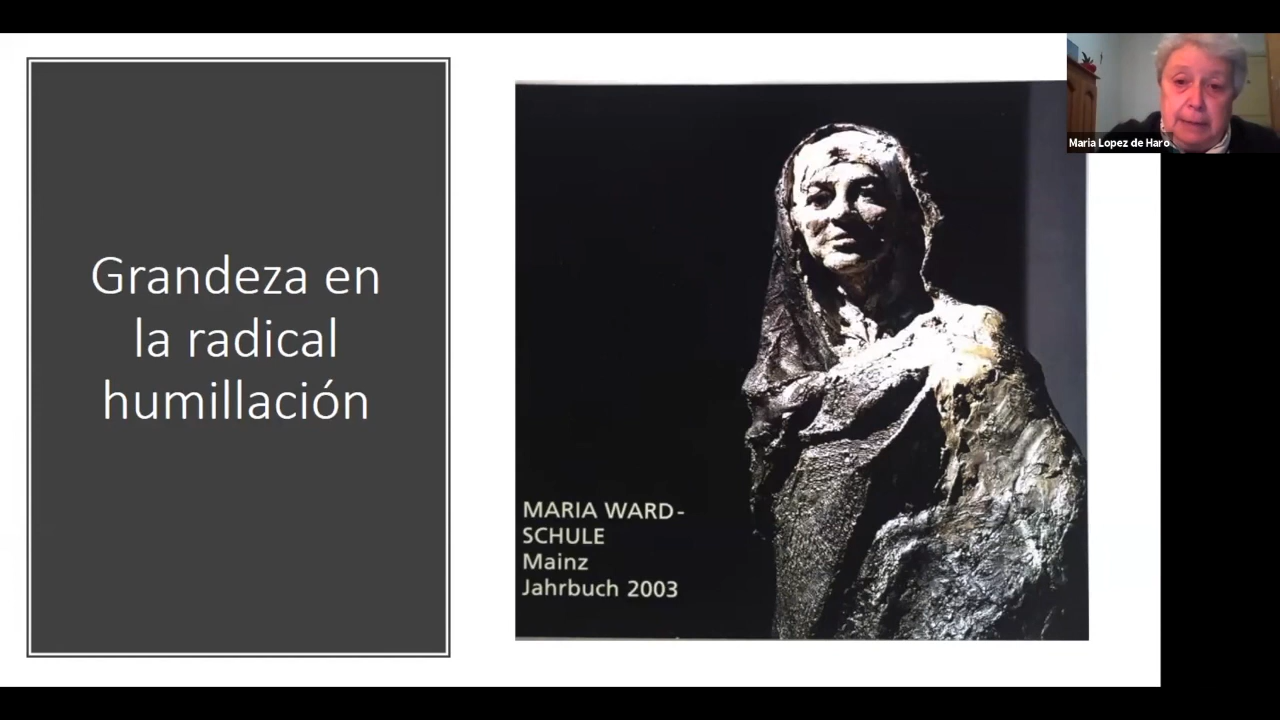 Grandeza en
la radical
humillación
MARIA WARD-
SCHULE
Mainz
Jahrbuch 2003
Maria Lopez de Haro